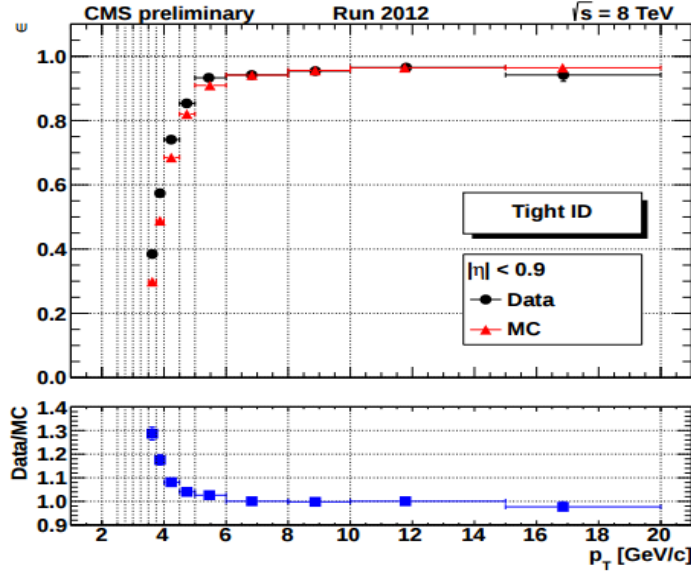 CMS preliminary Run 2012 √s = 8 TeV
ϵ
1.0
0.8
0.6
0.4
0.2
0.0
Tight ID
|η| < 0.9
Data
MC
Data/MC
1.4
1.3
1.2
1.1
1.0
0.9
2 4 6 8 10 12 14 16 18 20
p_T [GeV/c]